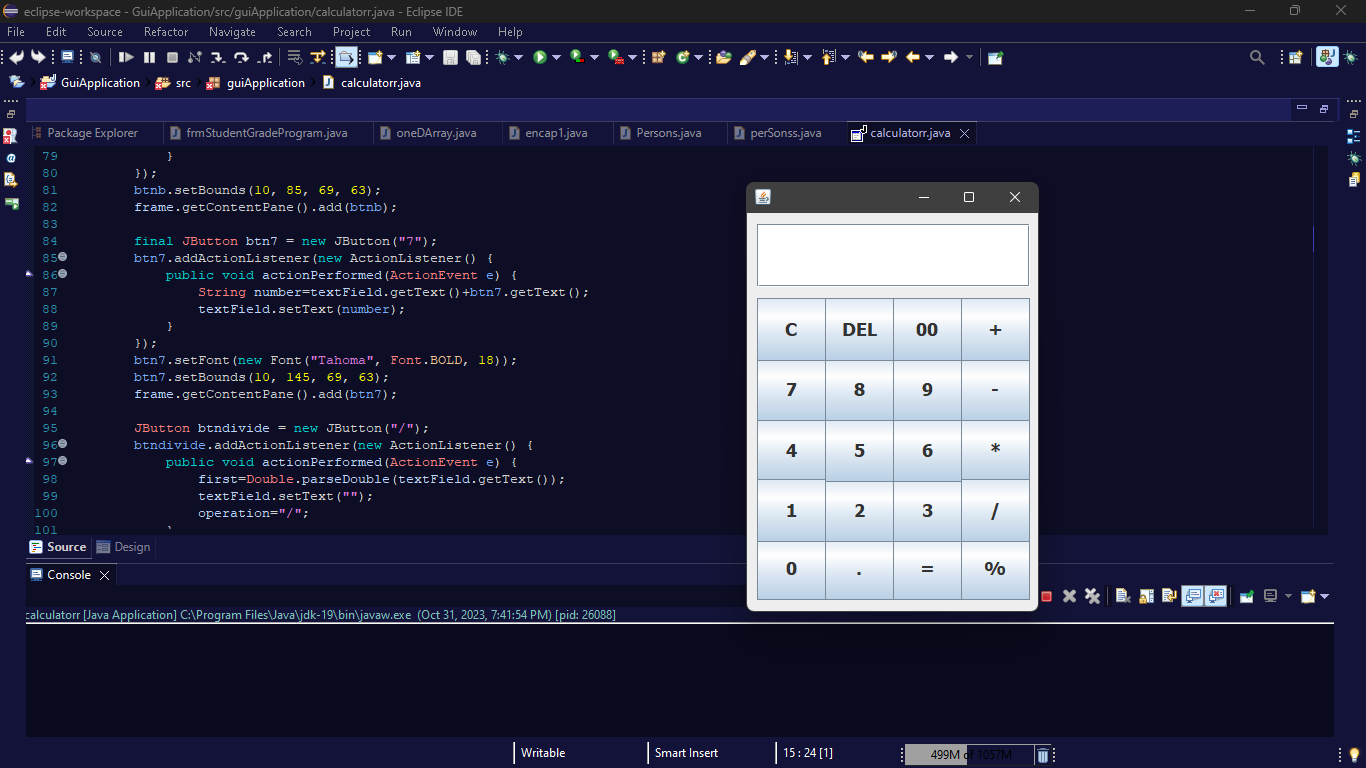 eclipse-workspace - GuiApplication/src/guiApplication/calculatorr.java - Eclipse IDE
File Edit Source Refactor Navigate Search Project Run Window Help
GuiApplication src guiApplication calculatorr.java
Package Explorer frmStudentGradeProgram.java oneDArray.java encap1.java Persons.java perSonss.java calculatorr.java
79 }
80 });
81 btnb.setBounds(10, 85, 69, 63);
82 frame.getContentPane().add(btnb);
83
84 final JButton btn7 = new JButton("7");
85 btn7.addActionListener(new ActionListener() {
86 public void actionPerformed(ActionEvent e) {
87 String number=textField.getText()+btn7.getText();
88 textField.setText(number);
89 }
90 });
91 btn7.setFont(new Font("Tahoma", Font.BOLD, 18));
92 btn7.setBounds(10, 145, 69, 63);
93 frame.getContentPane().add(btn7);
94
95 JButton btndivide = new JButton("/");
96 btndivide.addActionListener(new ActionListener() {
97 public void actionPerformed(ActionEvent e) {
98 first=Double.parseDouble(textField.getText());
99 textField.setText("");
100 operation="/";
101
C DEL 00 +
7 8 9 -
4 5 6 *
1 2 3 /
0 . = %
Source Design
Console
calculatorr [Java Application] C:\Program Files\Java\jdk-19\bin\javaw.exe (Oct 31, 2023, 7:41:54 PM) [pid: 26088]
Writable Smart Insert 15 : 24 [1] 499M of 1057M